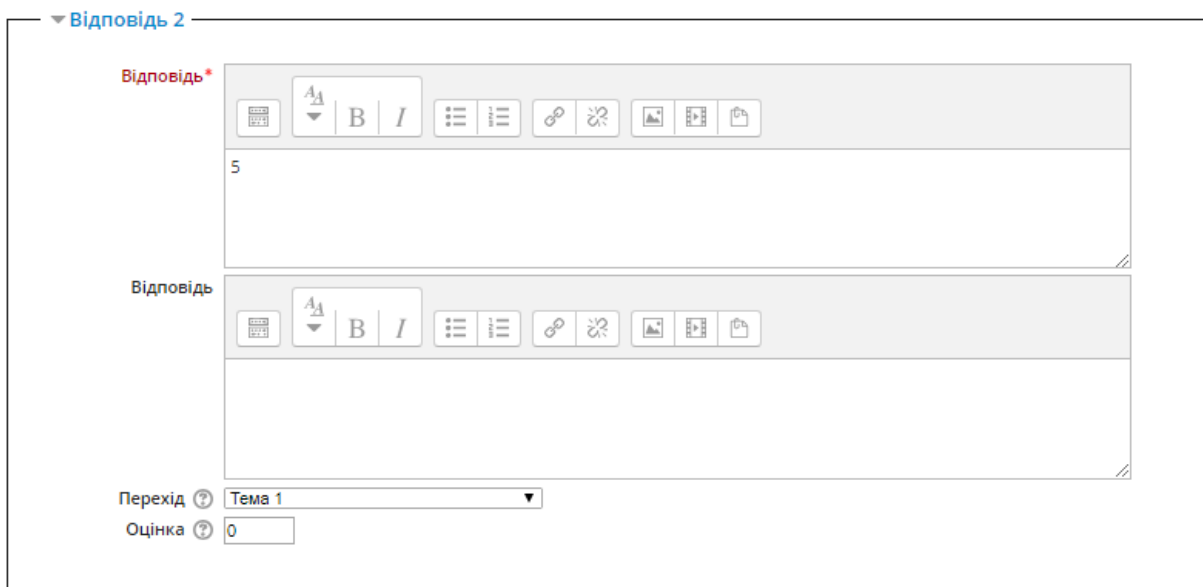 Відповідь 2
Відповідь*
B I
5
Відповідь
B I
Перехід Тема 1
Оцінка 0